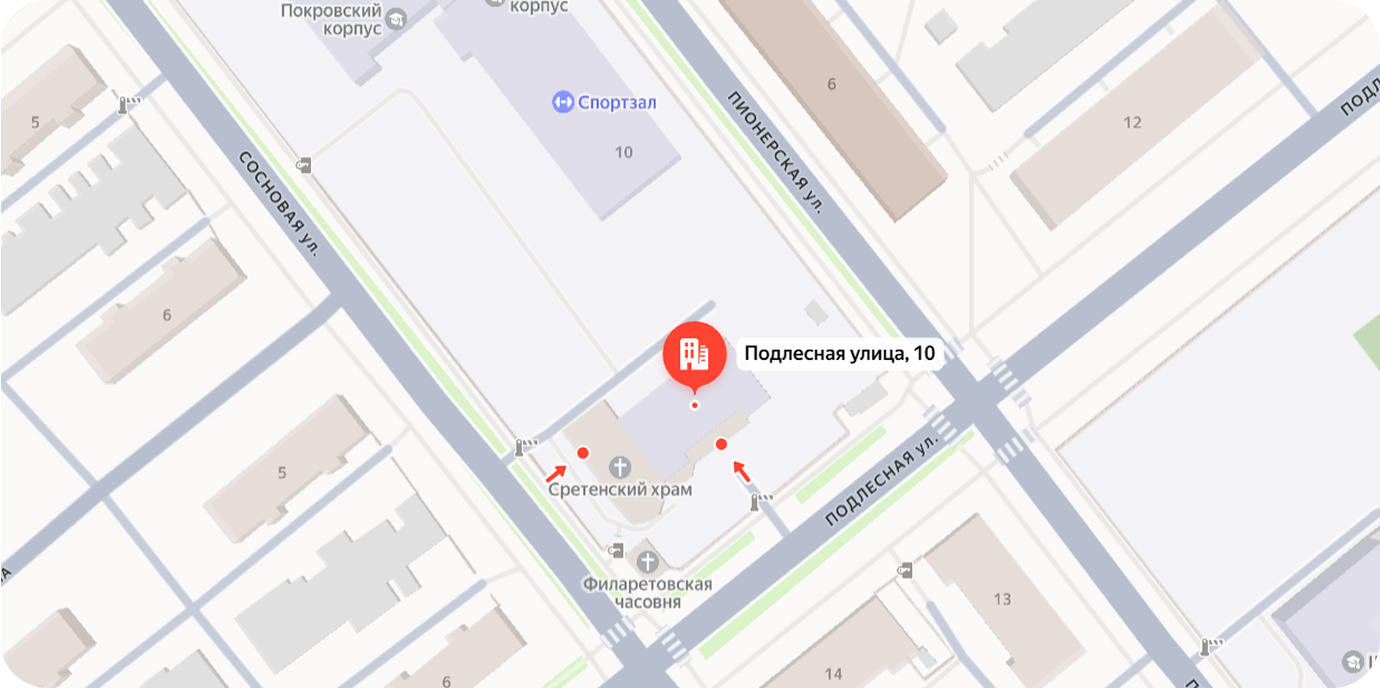 Покровский
корпус
корпус
Спортзал
10
5
6
12
СОСНОВАЯ ул.
ПИОНЕРСКАЯ ул.
6
5
Подлесная улица, 10
Сретенский храм
ПОДЛЕСНАЯ ул.
Филаретовская
часовня
13
14
6